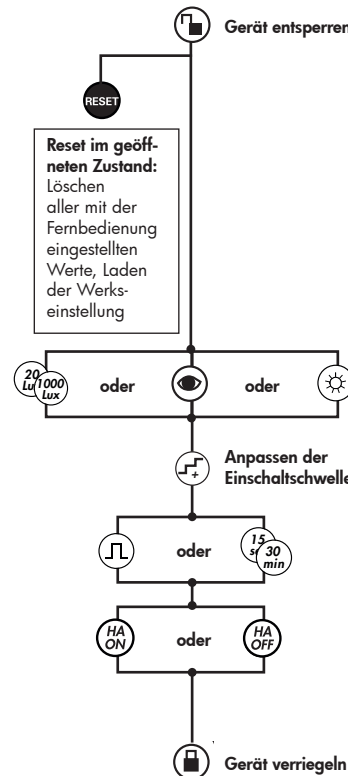 Gerät entsperren
RESET
Reset im geöff-
neten Zustand:
Löschen
aller mit der
Fernbedienung
eingestellten
Werte, Laden
der Werks-
einstellung
20
1000
Lux
oder
oder
Anpassen der
Einschaltschwelle
oder
15
30
min
HA
ON
oder
HA
OFF
Gerät verriegeln